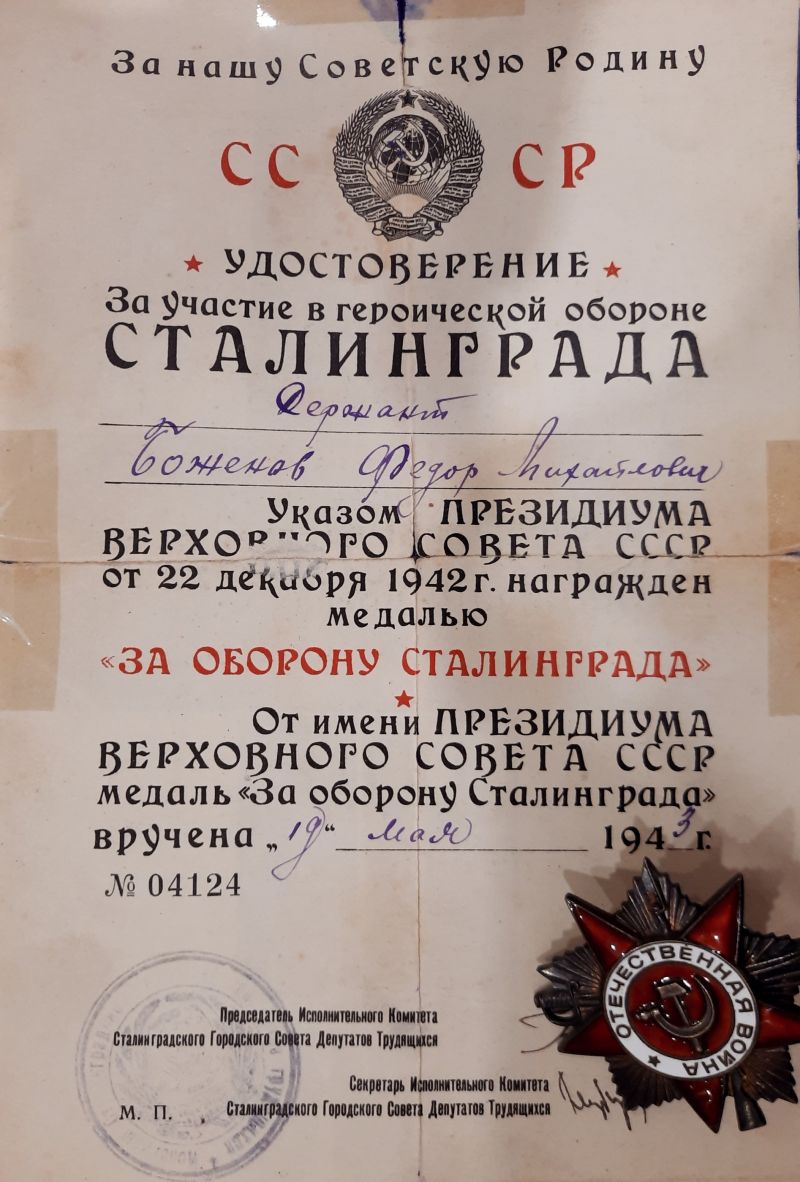 За нашу Советскую Родину
СССР
УДОСТОВЕРЕНИЕ
За участие в героической обороне
СТАЛИНГРАДА
Сержант
Боженов Федор Михайлович
Указом ПРЕЗИДИУМА
ВЕРХОВНОГО СОВЕТА СССР
от 22 декабря 1942 г. награжден
медалью
«ЗА ОБОРОНУ СТАЛИНГРАДА»
От имени ПРЕЗИДИУМА
ВЕРХОВНОГО СОВЕТА СССР
медаль «За оборону Сталинграда»
вручена „19“ мая 1943 г.
№ 04124
Председатель Исполнительного Комитета
Сталинградского Городского Совета Депутатов Трудящихся
Секретарь Исполнительного Комитета
М. П. Сталинградского Городского Совета Депутатов Трудящихся
ОТЕЧЕСТВЕННАЯ ВОЙНА